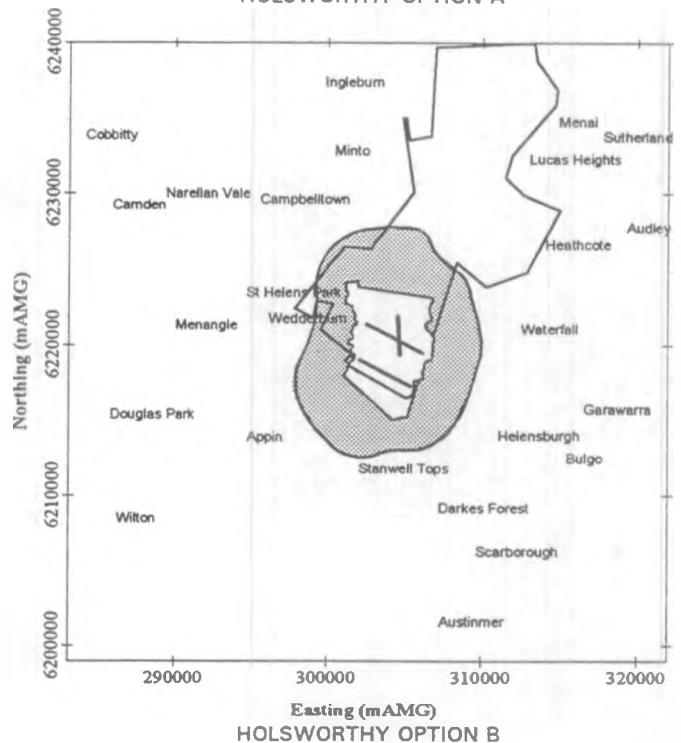 HOLSWORTHY OPTION A
6240000
Ingleburn
Cobbitty
Menai
Sutherland
Minto
Lucas Heights
6230000
Narellan Vale
Campbelltown
Camden
Audley
Heathcote
St Helens Park
Menangle
Wedderburn
Waterfall
Northing (mAMG)
6220000
Douglas Park
Garawarra
Appin
Helensburgh
Bulgo
Stanwell Tops
6210000
Wilton
Darkes Forest
Scarborough
Austinmer
6200000
290000
300000
310000
320000
Easting (mAMG)
HOLSWORTHY OPTION B